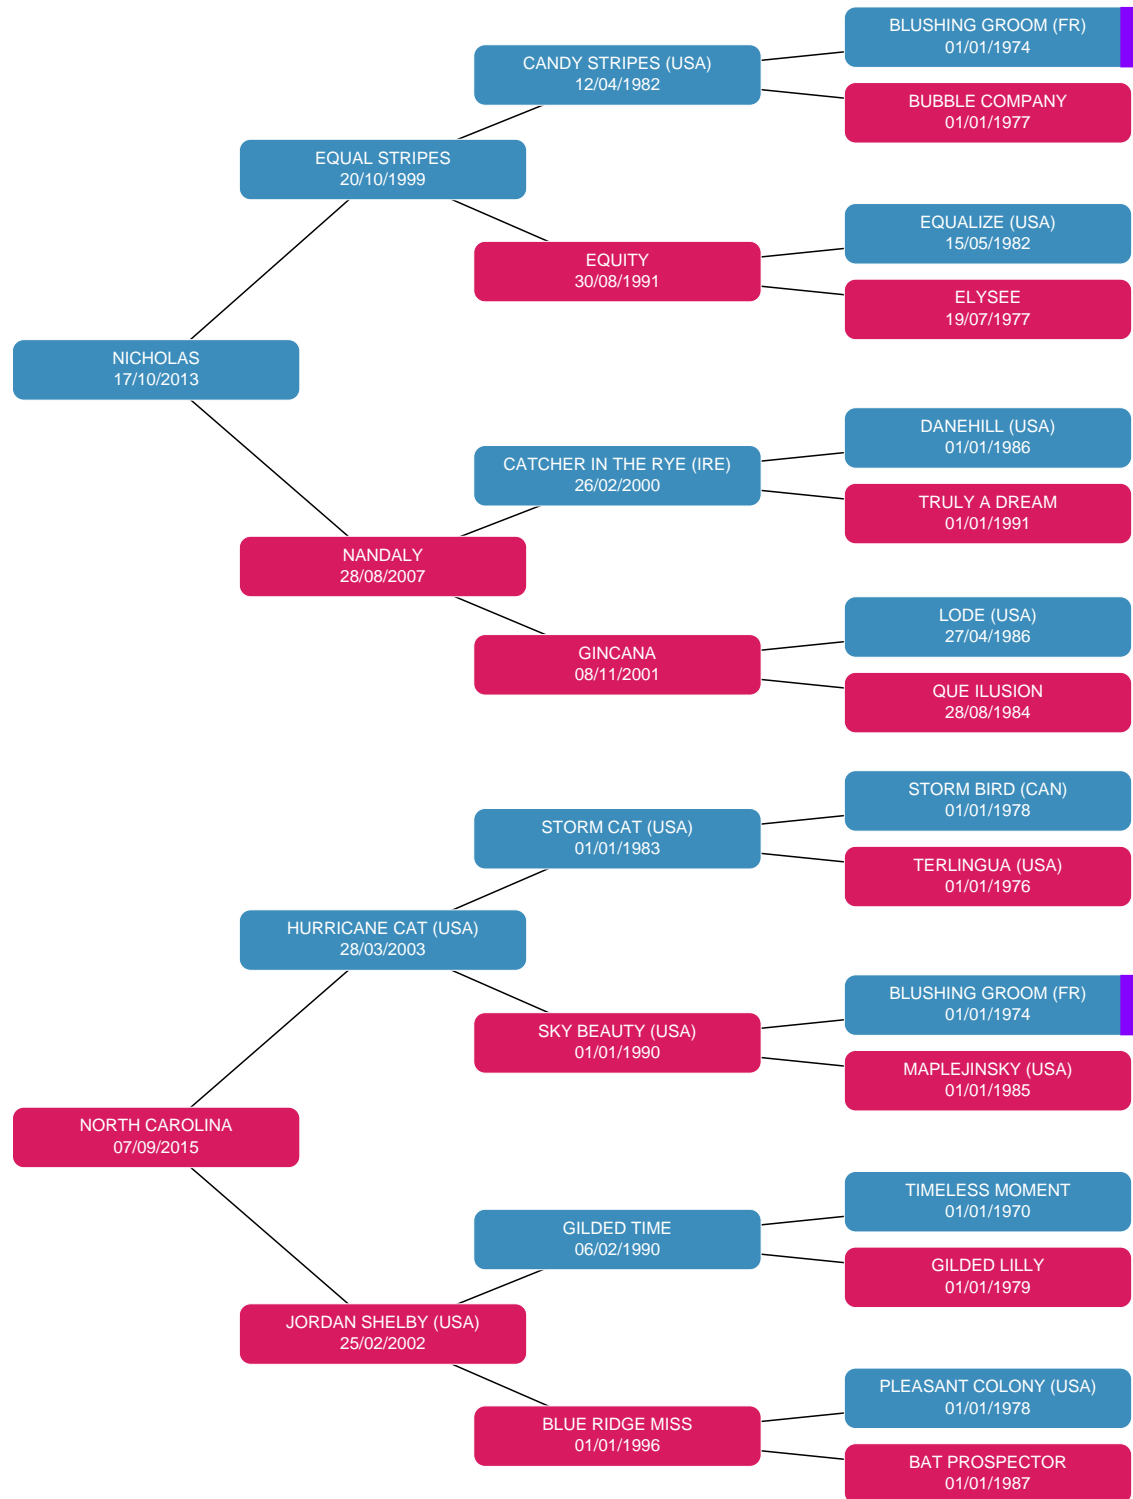 BLUSHING GROOM (FR)
01/01/1974
CANDY STRIPES (USA)
12/04/1982
BUBBLE COMPANY
01/01/1977
EQUAL STRIPES
20/10/1999
EQUALIZE (USA)
15/05/1982
EQUITY
30/08/1991
ELYSEE
19/07/1977
NICHOLAS
17/10/2013
DANEHILL (USA)
01/01/1986
CATCHER IN THE RYE (IRE)
26/02/2000
TRULY A DREAM
01/01/1991
NANDALY
28/08/2007
LODE (USA)
27/04/1986
GINCANA
08/11/2001
QUE ILUSION
28/08/1984
STORM BIRD (CAN)
01/01/1978
STORM CAT (USA)
01/01/1983
TERLINGUA (USA)
01/01/1976
HURRICANE CAT (USA)
28/03/2003
BLUSHING GROOM (FR)
01/01/1974
SKY BEAUTY (USA)
01/01/1990
MAPLEJINSKY (USA)
01/01/1985
NORTH CAROLINA
07/09/2015
TIMELESS MOMENT
01/01/1970
GILDED TIME
06/02/1990
GILDED LILLY
01/01/1979
JORDAN SHELBY (USA)
25/02/2002
PLEASANT COLONY (USA)
01/01/1978
BLUE RIDGE MISS
01/01/1996
BAT PROSPECTOR
01/01/1987